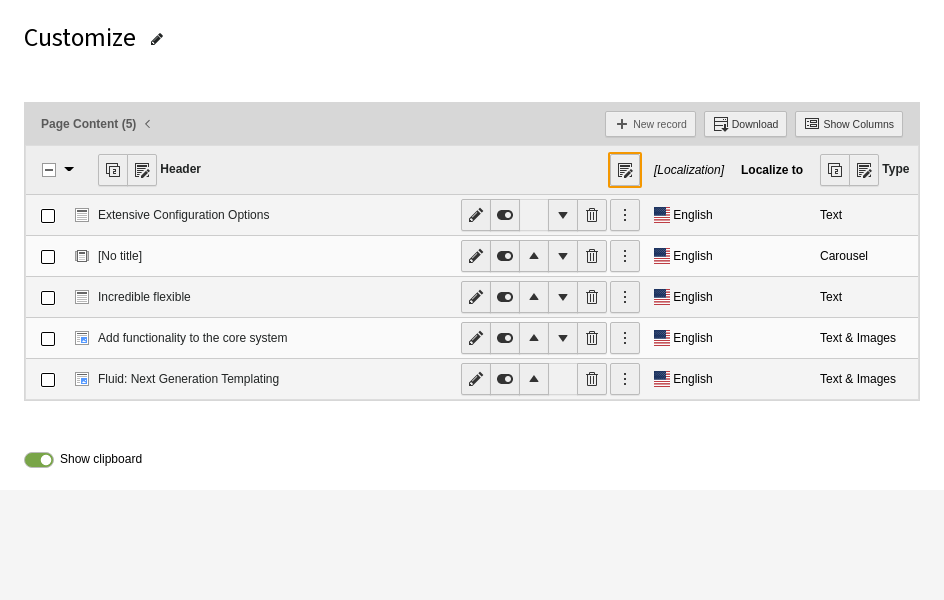 Customize
Page Content (5)
New record
Download
Show Columns
Header
[Localization]
Localize to
Type
Extensive Configuration Options
English
Text
[No title]
English
Carousel
Incredible flexible
English
Text
Add functionality to the core system
English
Text & Images
Fluid: Next Generation Templating
English
Text & Images
Show clipboard